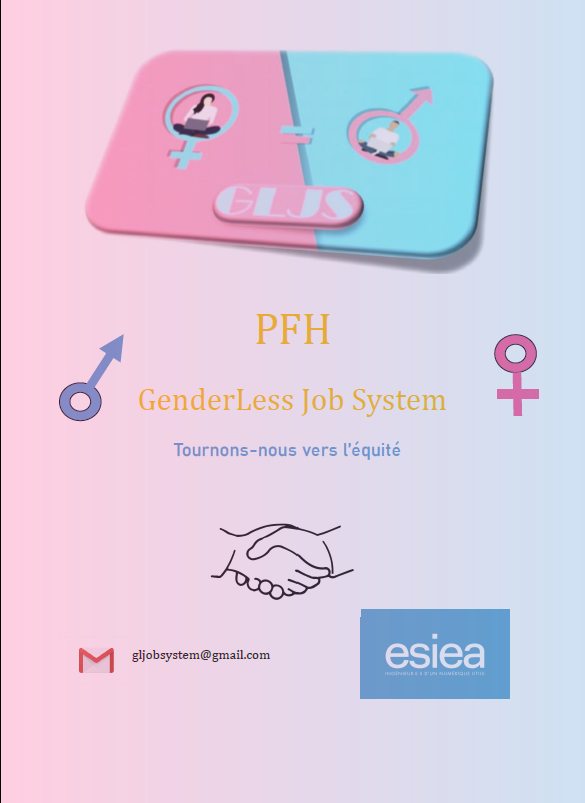 GLJS
PFH
GenderLess Job System
Tournons-nous vers l'équité
gljobsystem@gmail.com
esiea